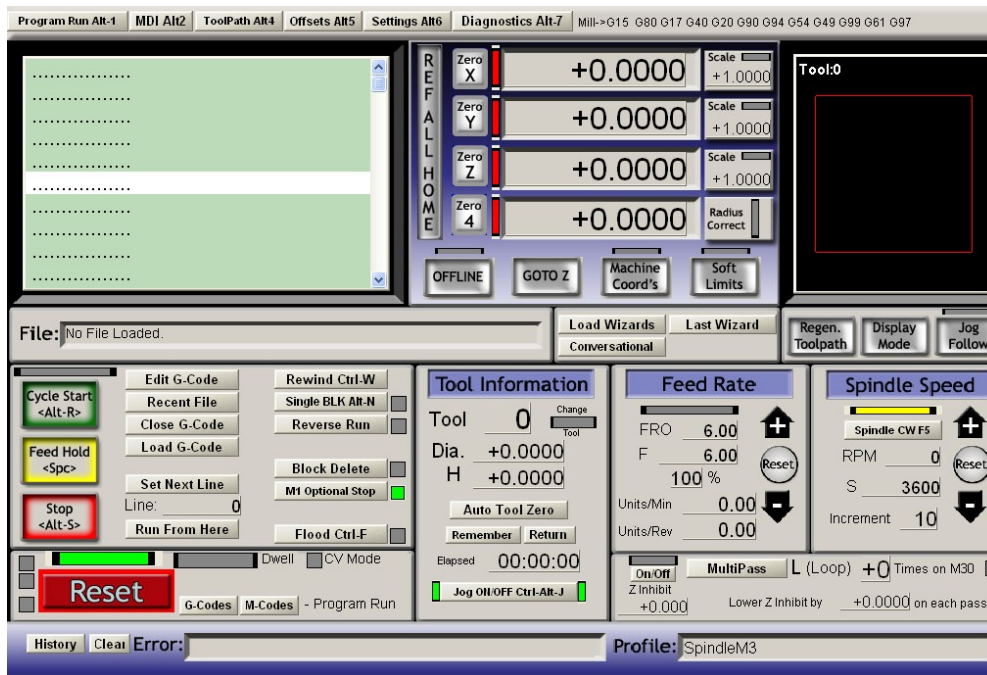 Program Run Alt-1 MDI Alt2 ToolPath Alt4 Offsets Alt5 Settings Alt6 Diagnostics Alt-7 Mill->G15 G80 G17 G40 G20 G90 G94 G54 G49 G99 G61 G97
.................
.................
.................
.................
.................
.................
.................
.................
.................
.................
REF ALL HOME
Zero X +0.0000 Scale +1.0000
Zero Y +0.0000 Scale +1.0000
Zero Z +0.0000 Scale +1.0000
Zero 4 +0.0000 Radius Correct
OFFLINE GOTO Z Machine Coord's Soft Limits
Tool:0
File: No File Loaded.
Load Wizards Last Wizard
Conversational
Regen. Toolpath Display Mode Jog Follow
Cycle Start <Alt-R>
Feed Hold <Spc>
Stop <Alt-S>
Edit G-Code
Recent File
Close G-Code
Load G-Code
Set Next Line
Line: 0
Run From Here
Rewind Ctrl-W
Single BLK Alt-N
Reverse Run
Block Delete
M1 Optional Stop
Flood Ctrl-F
Dwell CV Mode
Reset
G-Codes M-Codes - Program Run
Tool Information
Tool 0 Change Tool
Dia. +0.0000
H +0.0000
Auto Tool Zero
Remember Return
Elapsed 00:00:00
Jog ON/OFF Ctrl-Alt-J
Feed Rate
FRO 6.00
F 6.00
100 %
Units/Min 0.00
Units/Rev 0.00
Reset
Spindle Speed
Spindle CW F5
RPM 0
S 3600
Increment 10
Reset
On/Off MultiPass L (Loop) +0 Times on M30
Z Inhibit
+0.000 Lower Z Inhibit by +0.0000 on each pass
History Clear Error:
Profile: SpindleM3